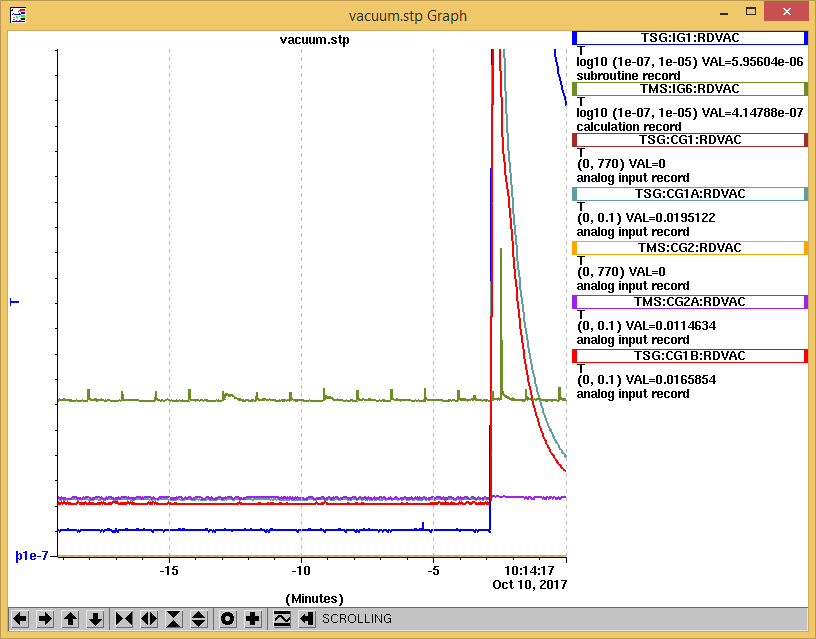 vacuum.stp Graph
vacuum.stp
T
1e-7
-15
-10
-5
10:14:17
Oct 10, 2017
(Minutes)
TSG:IG1:RDVAC
T
log10 (1e-07, 1e-05) VAL=5.95604e-06
subroutine record
TMS:IG6:RDVAC
T
log10 (1e-07, 1e-05) VAL=4.14788e-07
calculation record
TSG:CG1:RDVAC
T
(0, 770) VAL=0
analog input record
TSG:CG1A:RDVAC
T
(0, 0.1) VAL=0.0195122
analog input record
TMS:CG2:RDVAC
T
(0, 770) VAL=0
analog input record
TMS:CG2A:RDVAC
T
(0, 0.1) VAL=0.0114634
analog input record
TSG:CG1B:RDVAC
T
(0, 0.1) VAL=0.0165854
analog input record
SCROLLING